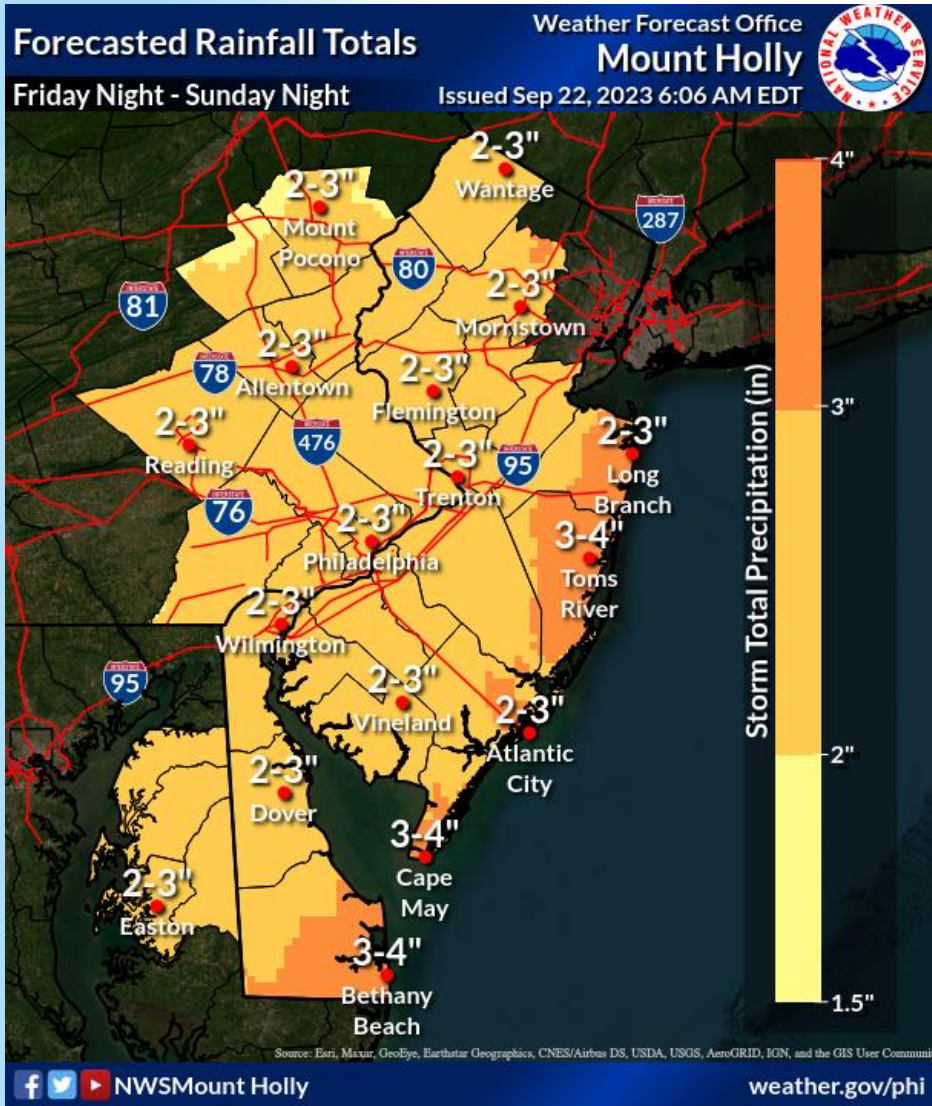 Forecasted Rainfall Totals
Friday Night - Sunday Night
Weather Forecast Office
Mount Holly
Issued Sep 22, 2023 6:06 AM EDT
NATIONAL WEATHER SERVICE
2-3"
Wantage
2-3"
Mount
Pocono
287
80
81
2-3"
Morristown
2-3"
Allentown
78
2-3"
Flemington
2-3"
Reading
476
2-3"
Trenton
95
2-3"
Long
Branch
76
2-3"
Philadelphia
3-4"
Toms
River
2-3"
Wilmington
95
2-3"
Vineland
2-3"
Atlantic
City
2-3"
Dover
3-4"
Cape
May
2-3"
Easton
3-4"
Bethany
Beach
Storm Total Precipitation (in)
4"
3"
2"
1.5"
Source: Esri, Maxar, GeoEye, Earthstar Geographics, CNES/Airbus DS, USDA, USGS, AeroGRID, IGN, and the GIS User Communi
NWSMount Holly
weather.gov/phi